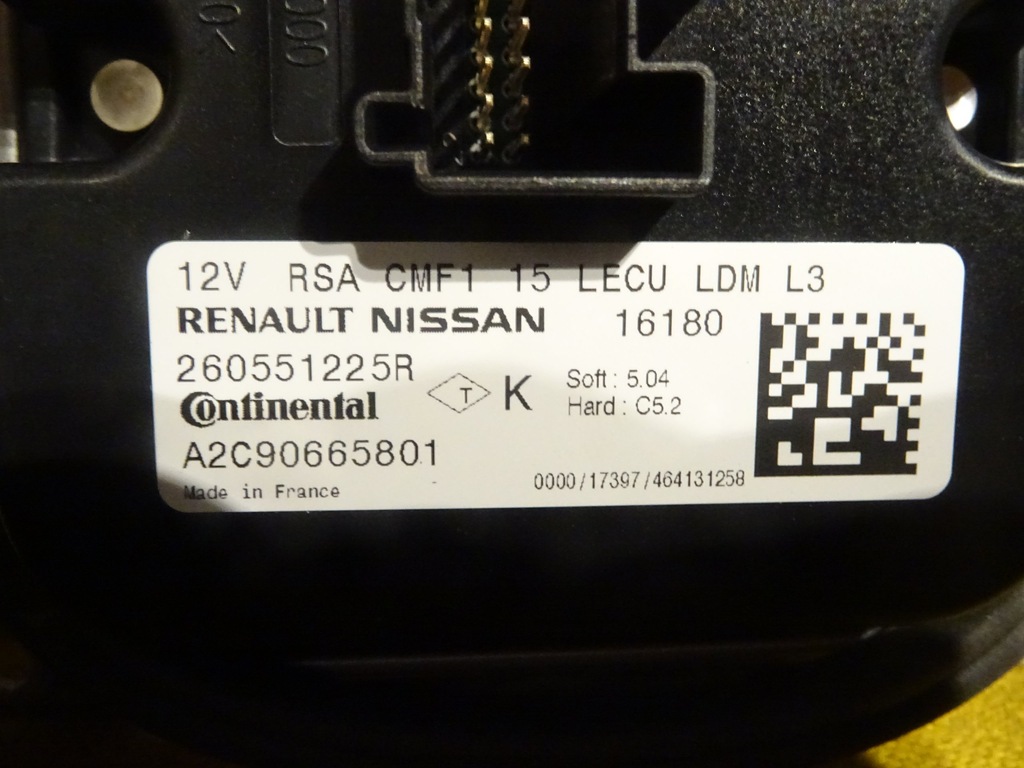 000
12V RSA CMF1 15 LECU LDM L3
RENAULT NISSAN 16180
260551225R
Continental T K
Soft : 5.04
Hard : C5.2
A2C90665801
Made in France
0000/17397/464131258